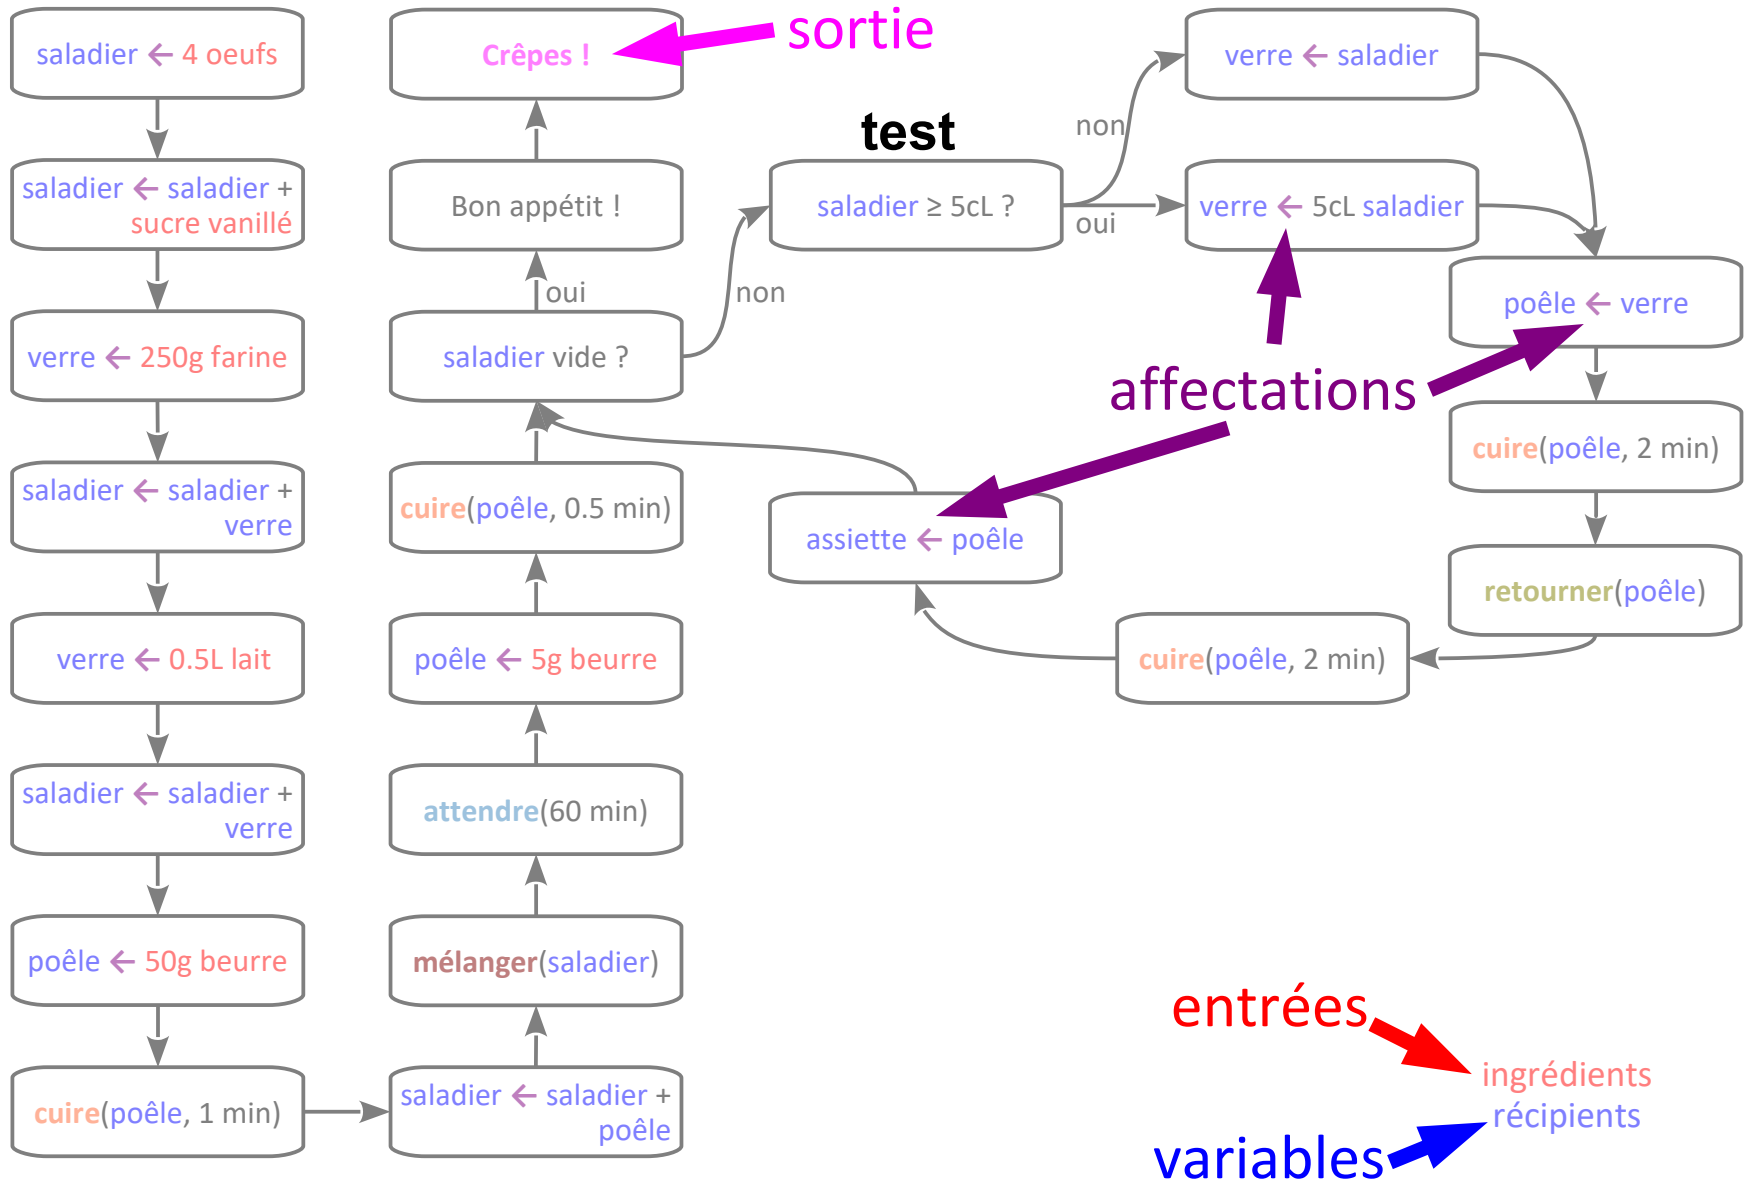 saladier ← 4 oeufs
saladier ← saladier +
sucre vanillé
verre ← 250g farine
saladier ← saladier +
verre
verre ← 0.5L lait
saladier ← saladier +
verre
poêle ← 50g beurre
cuire(poêle, 1 min)
saladier ← saladier +
poêle
mélanger(saladier)
attendre(60 min)
poêle ← 5g beurre
cuire(poêle, 0.5 min)
saladier vide ?
oui
non
Bon appétit !
Crêpes !
sortie
test
saladier ≥ 5cL ?
non
oui
verre ← saladier
verre ← 5cL saladier
poêle ← verre
affectations
cuire(poêle, 2 min)
retourner(poêle)
cuire(poêle, 2 min)
assiette ← poêle
entrées
ingrédients
récipients
variables